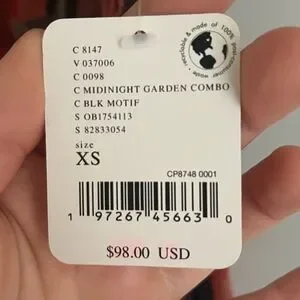 recyclable & made of 100% post-consumer waste
C 8147
V 037006
C 0098
C MIDINIGHT GARDEN COMBO
C BLK MOTIF
S OB1754113
S 82833054
size
XS
CP8748 0001
1 97267 45663 0
$98.00 USD